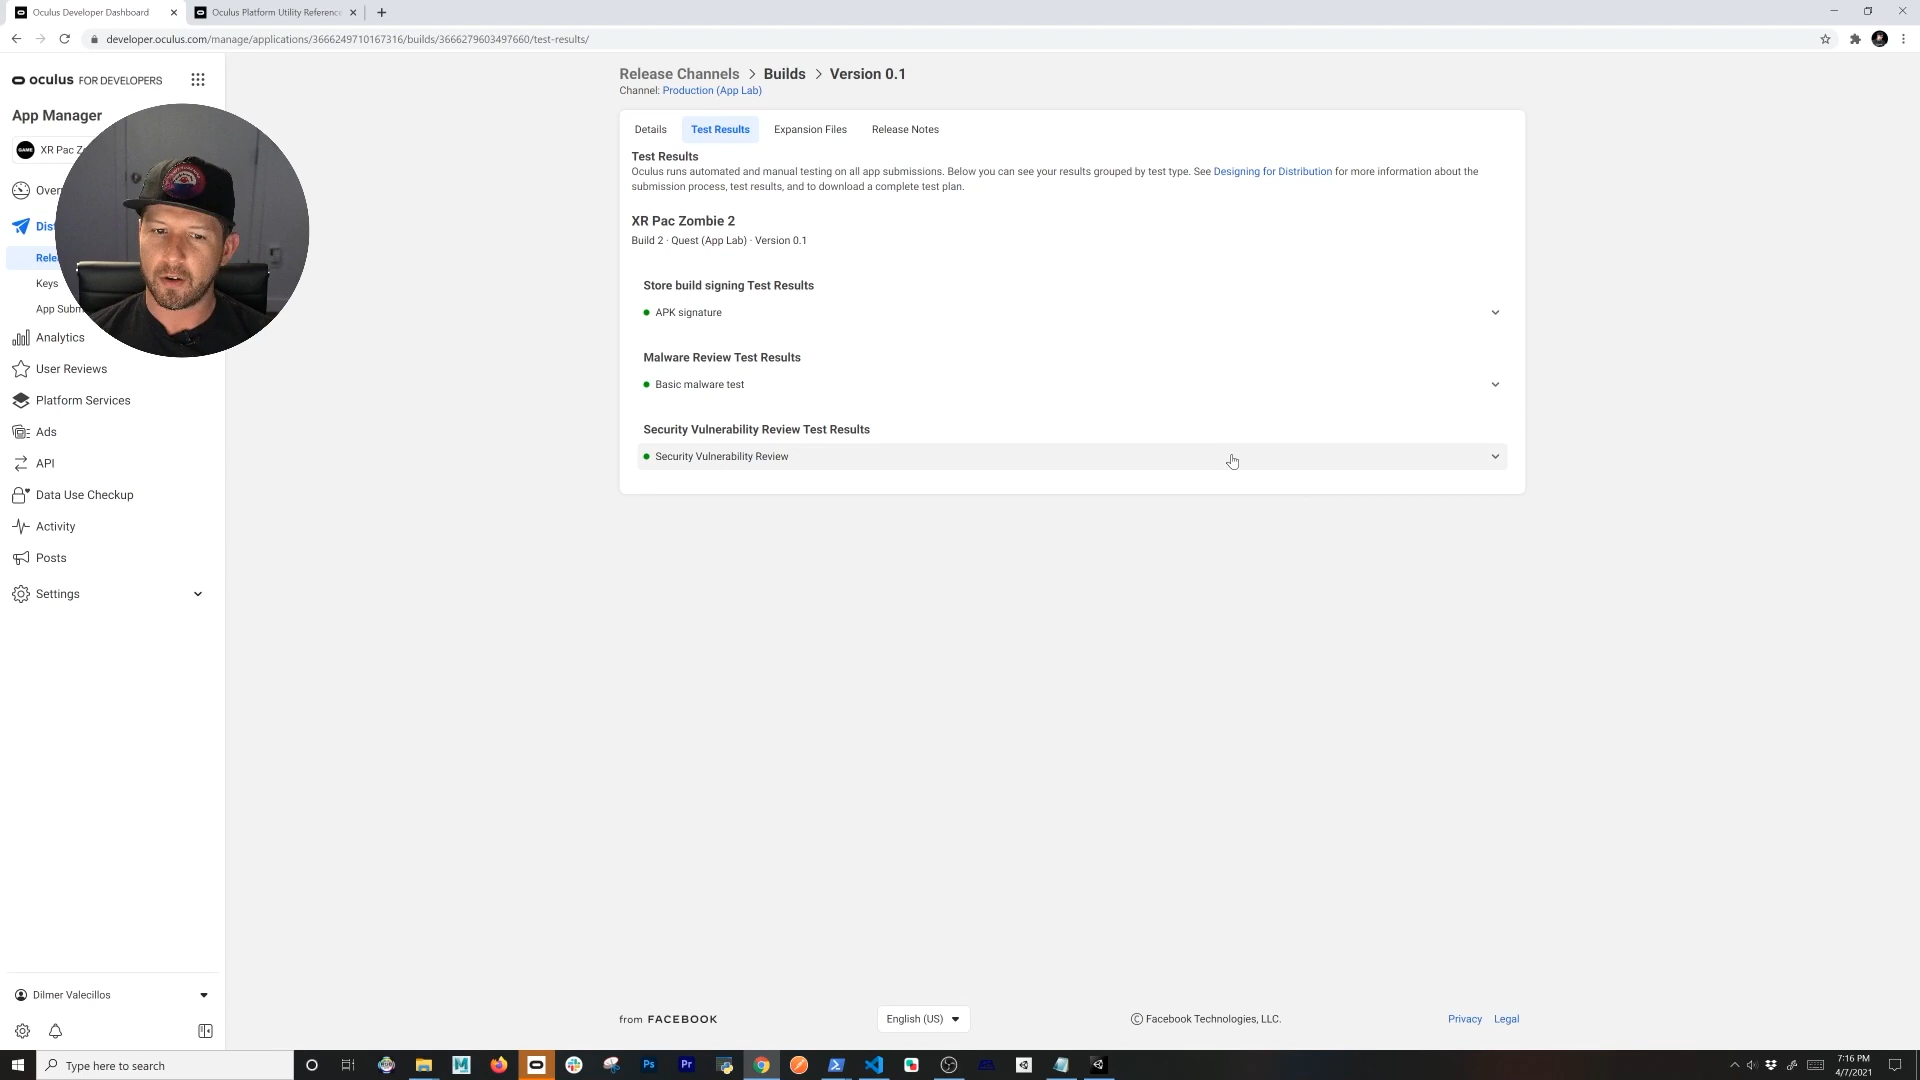 Oculus Developer Dashboard
Oculus Platform Utility Reference
developer.oculus.com/manage/applications/3666249710167316/builds/3666279603497660/test-results/
oculus FOR DEVELOPERS
App Manager
GAME
XR Pac
Release Channels > Builds > Version 0.1
Channel: Production (App Lab)
Details
Test Results
Expansion Files
Release Notes
Test Results
Oculus runs automated and manual testing on all app submissions. Below you can see your results grouped by test type. See Designing for Distribution for more information about the
submission process, test results, and to download a complete test plan.
XR Pac Zombie 2
Build 2 · Quest (App Lab) · Version 0.1
Store build signing Test Results
APK signature
Malware Review Test Results
Basic malware test
Security Vulnerability Review Test Results
Security Vulnerability Review
Keys
App Subm
Analytics
User Reviews
Platform Services
Ads
API
Data Use Checkup
Activity
Posts
Settings
Dilmer Valecillos
from FACEBOOK
English (US)
© Facebook Technologies, LLC.
Privacy
Legal
Type here to search
Ps
Pr
7:16 PM
4/7/2021